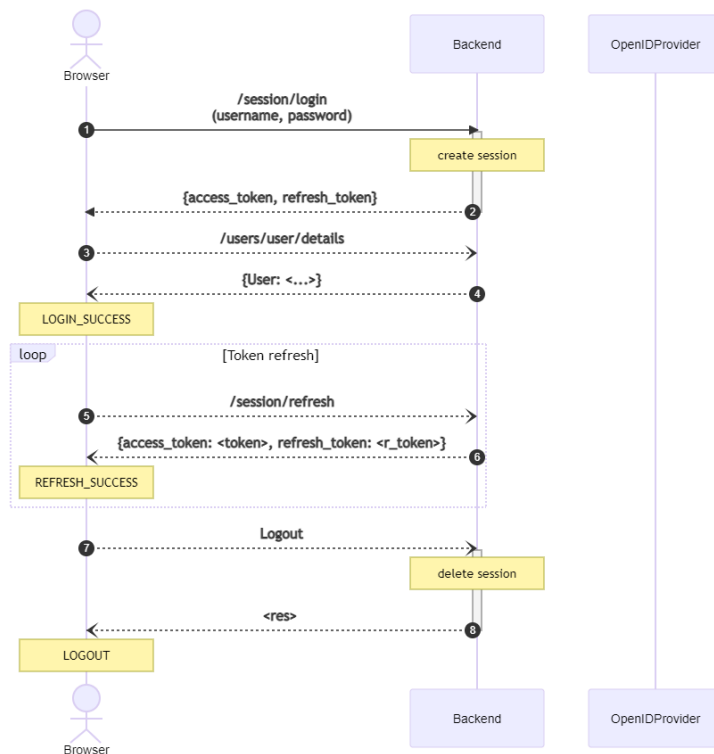 Browser
Backend
OpenIDProvider
/session/login
(username, password)
1
create session
{access_token, refresh_token}
2
/users/user/details
3
{User: <...>}
4
LOGIN_SUCCESS
loop
[Token refresh]
/session/refresh
5
{access_token: <token>, refresh_token: <r_token>}
6
REFRESH_SUCCESS
Logout
7
delete session
<res>
8
LOGOUT
Browser
Backend
OpenIDProvider